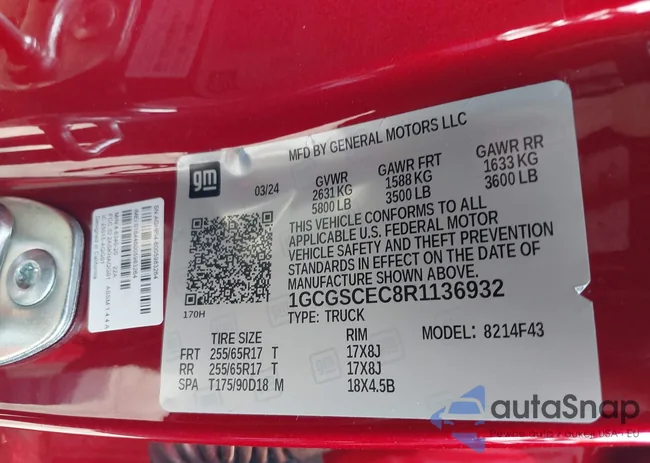 MFD BY GENERAL MOTORS LLC
gm
03/24
GVWR
2631 KG
5800 LB
GAWR FRT
1588 KG
3500 LB
GAWR RR
1633 KG
3600 LB
THIS VEHICLE CONFORMS TO ALL
APPLICABLE U.S. FEDERAL MOTOR
VEHICLE SAFETY AND THEFT PREVENTION
STANDARDS IN EFFECT ON THE DATE OF
MANUFACTURE SHOWN ABOVE.
1GCGSCEC8R1136932
TYPE: TRUCK
170H
8214F43
TIRE SIZE RIM
FRT 255/65R17 T 17X8J
RR 255/65R17 T 17X8J
SPA T175/90D18 M 18X4.5B
autaSnap